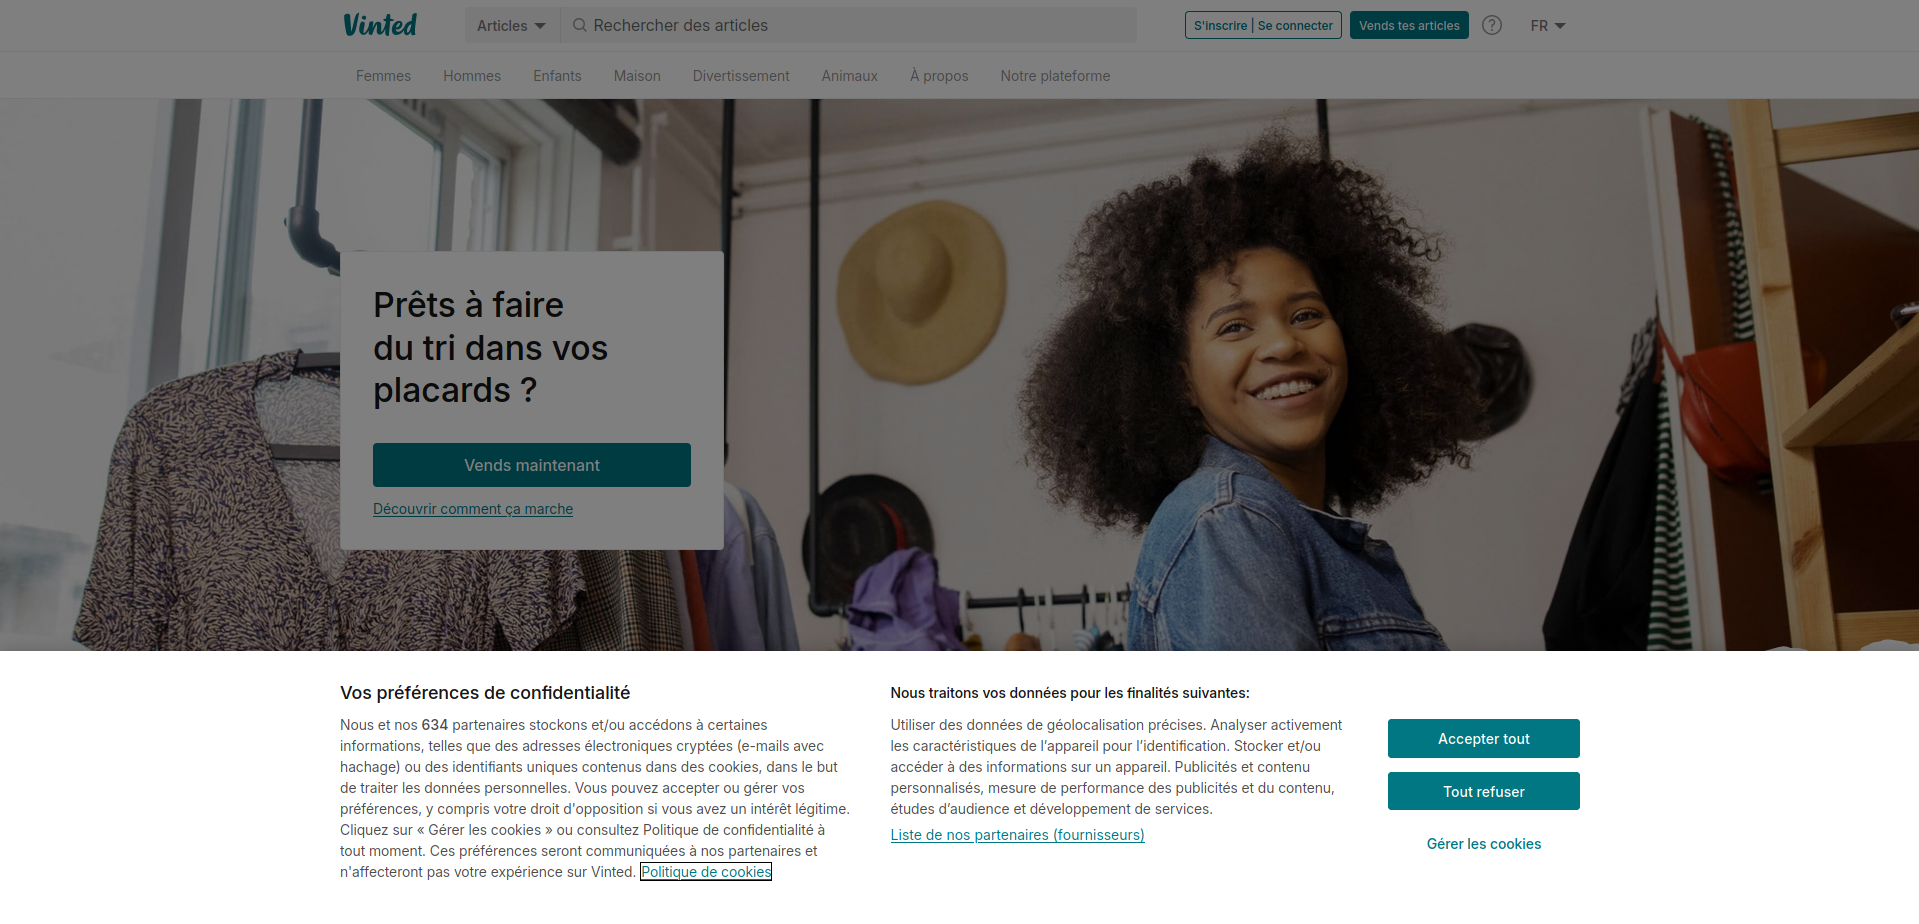 Vinted
Articles
Rechercher des articles
S'inscrire | Se connecter
Vends tes articles
?
FR
Femmes
Hommes
Enfants
Maison
Divertissement
Animaux
À propos
Notre plateforme
Prêts à faire
du tri dans vos
placards ?
Vends maintenant
Découvrir comment ça marche
Vos préférences de confidentialité
Nous et nos 634 partenaires stockons et/ou accédons à certaines
informations, telles que des adresses électroniques cryptées (e-mails avec
hachage) ou des identifiants uniques contenus dans des cookies, dans le but
de traiter les données personnelles. Vous pouvez accepter ou gérer vos
préférences, y compris votre droit d'opposition si vous avez un intérêt légitime.
Cliquez sur « Gérer les cookies » ou consultez Politique de confidentialité à
tout moment. Ces préférences seront communiquées à nos partenaires et
n'affecteront pas votre expérience sur Vinted. Politique de cookies
Nous traitons vos données pour les finalités suivantes:
Utiliser des données de géolocalisation précises. Analyser activement
les caractéristiques de l’appareil pour l’identification. Stocker et/ou
accéder à des informations sur un appareil. Publicités et contenu
personnalisés, mesure de performance des publicités et du contenu,
études d’audience et développement de services.
Liste de nos partenaires (fournisseurs)
Accepter tout
Tout refuser
Gérer les cookies